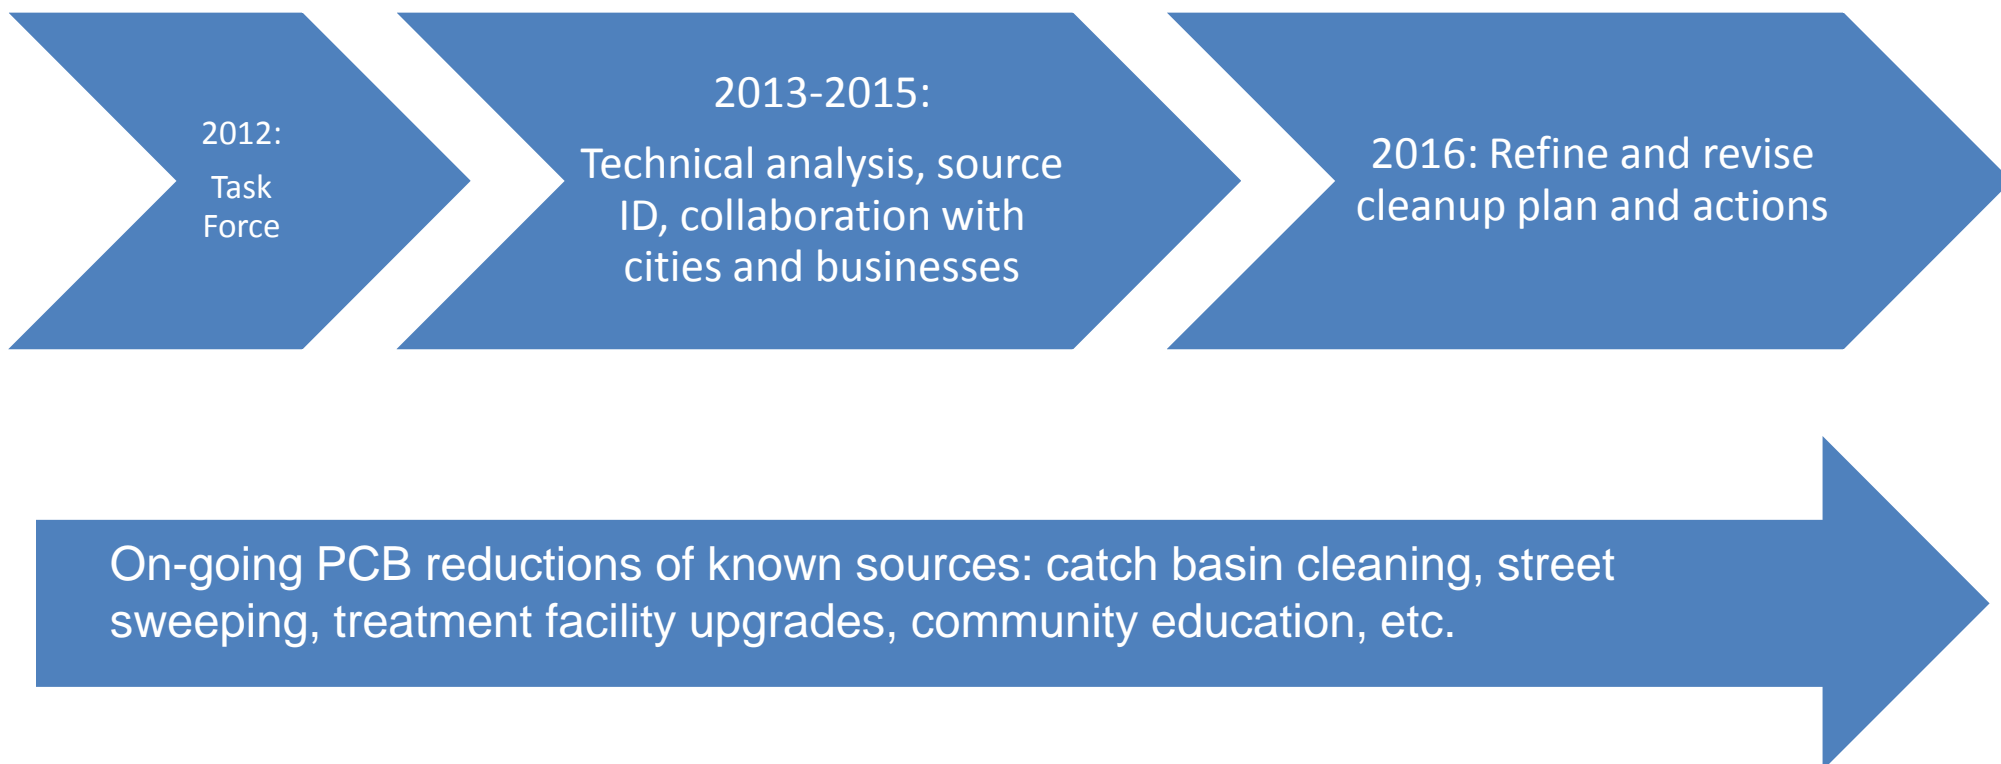 2012:
Task
Force
2013-2015:
Technical analysis, source
ID, collaboration with
cities and businesses
2016: Refine and revise
cleanup plan and actions
On-going PCB reductions of known sources: catch basin cleaning, street
sweeping, treatment facility upgrades, community education, etc.